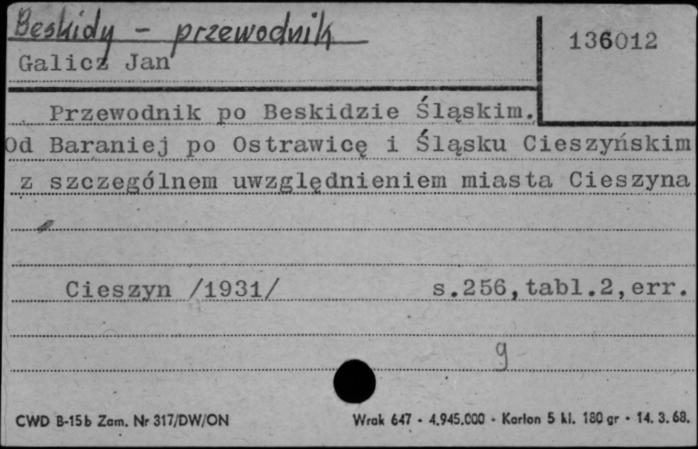 Beskidy - przewodnik
136012
Galicz Jan
Przewodnik po Beskidzie Śląskim.
Od Baraniej po Ostrawicę i Śląsku Cieszyńskim
z szczególnem uwzględnieniem miasta Cieszyna
Cieszyn /1931/ s.256,tabl.2,err.
g
CWD B-15b Zam. Nr 317/DW/ON Wrak 647 - 4.945.000 - Karton 5 kl. 180 gr - 14. 3. 68.